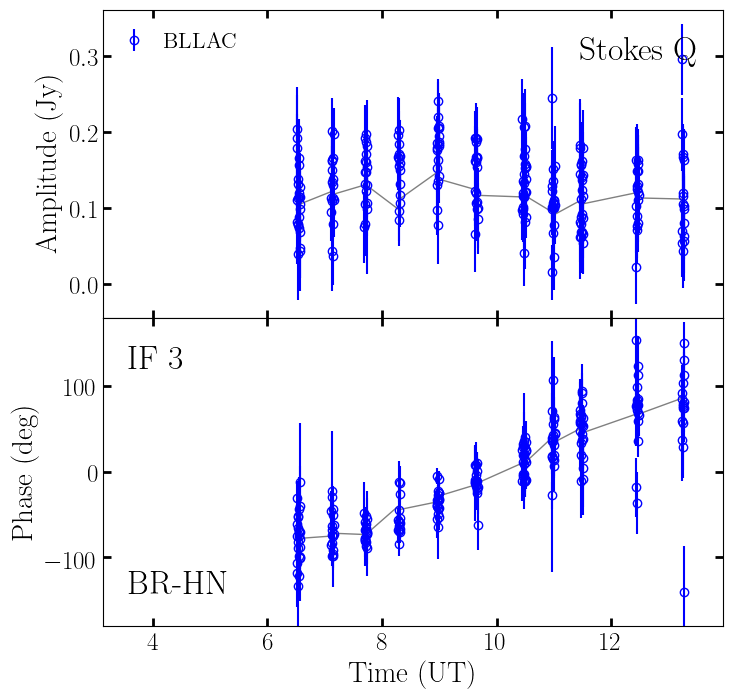 BLLAC
Stokes Q
0.3
0.2
0.1
0.0
Amplitude (Jy)
IF 3
100
0
−100
Phase (deg)
BR-HN
4 6 8 10 12
Time (UT)